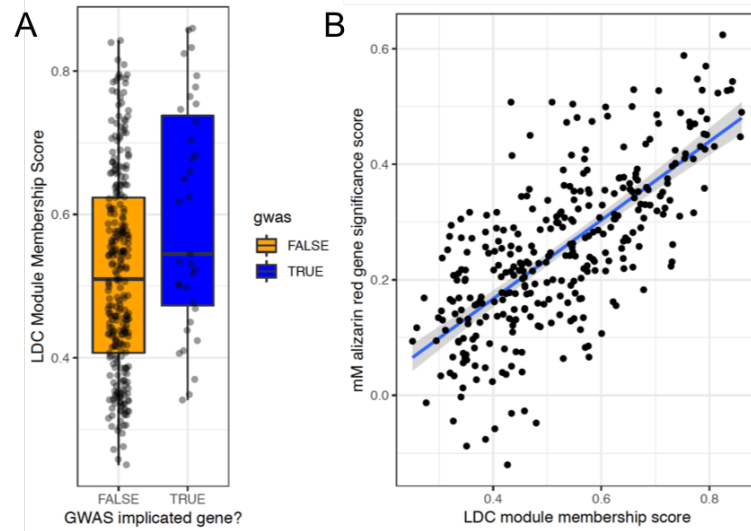 A
LDC Module Membership Score
0.8
0.6
0.4
FALSE
TRUE
GWAS implicated gene?
gwas
FALSE
TRUE
B
mM alizarin red gene significance score
0.6
0.4
0.2
0.0
0.4
0.6
0.8
LDC module membership score